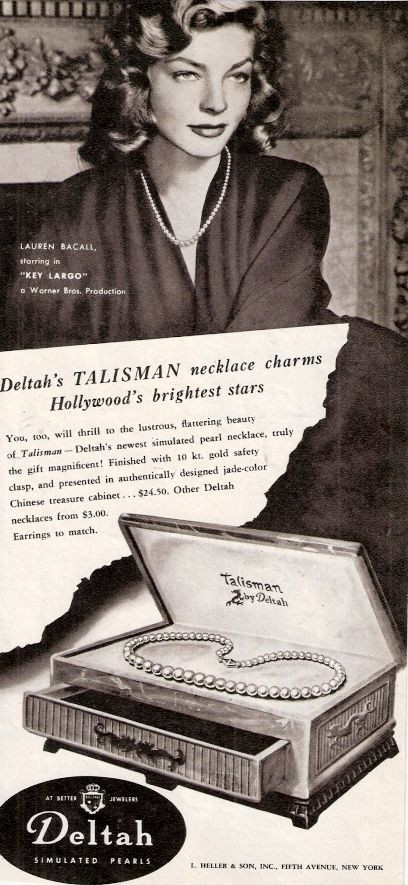 LAUREN BACALL,
starring in
"KEY LARGO"
a Warner Bros. Production
Deltah's TALISMAN necklace charms
Hollywood's brightest stars
You, too, will thrill to the lustrous, flattering beauty
of Talisman — Deltah's newest simulated pearl necklace, truly
the gift magnificent! Finished with 10 kt. gold safety
clasp, and presented in authentically designed jade-color
Chinese treasure cabinet . . . $24.50. Other Deltah
necklaces from $3.00.
Earrings to match.
Talisman
by Deltah
AT BETTER JEWELERS
Deltah
SIMULATED PEARLS
L. HELLER & SON, INC., FIFTH AVENUE, NEW YORK